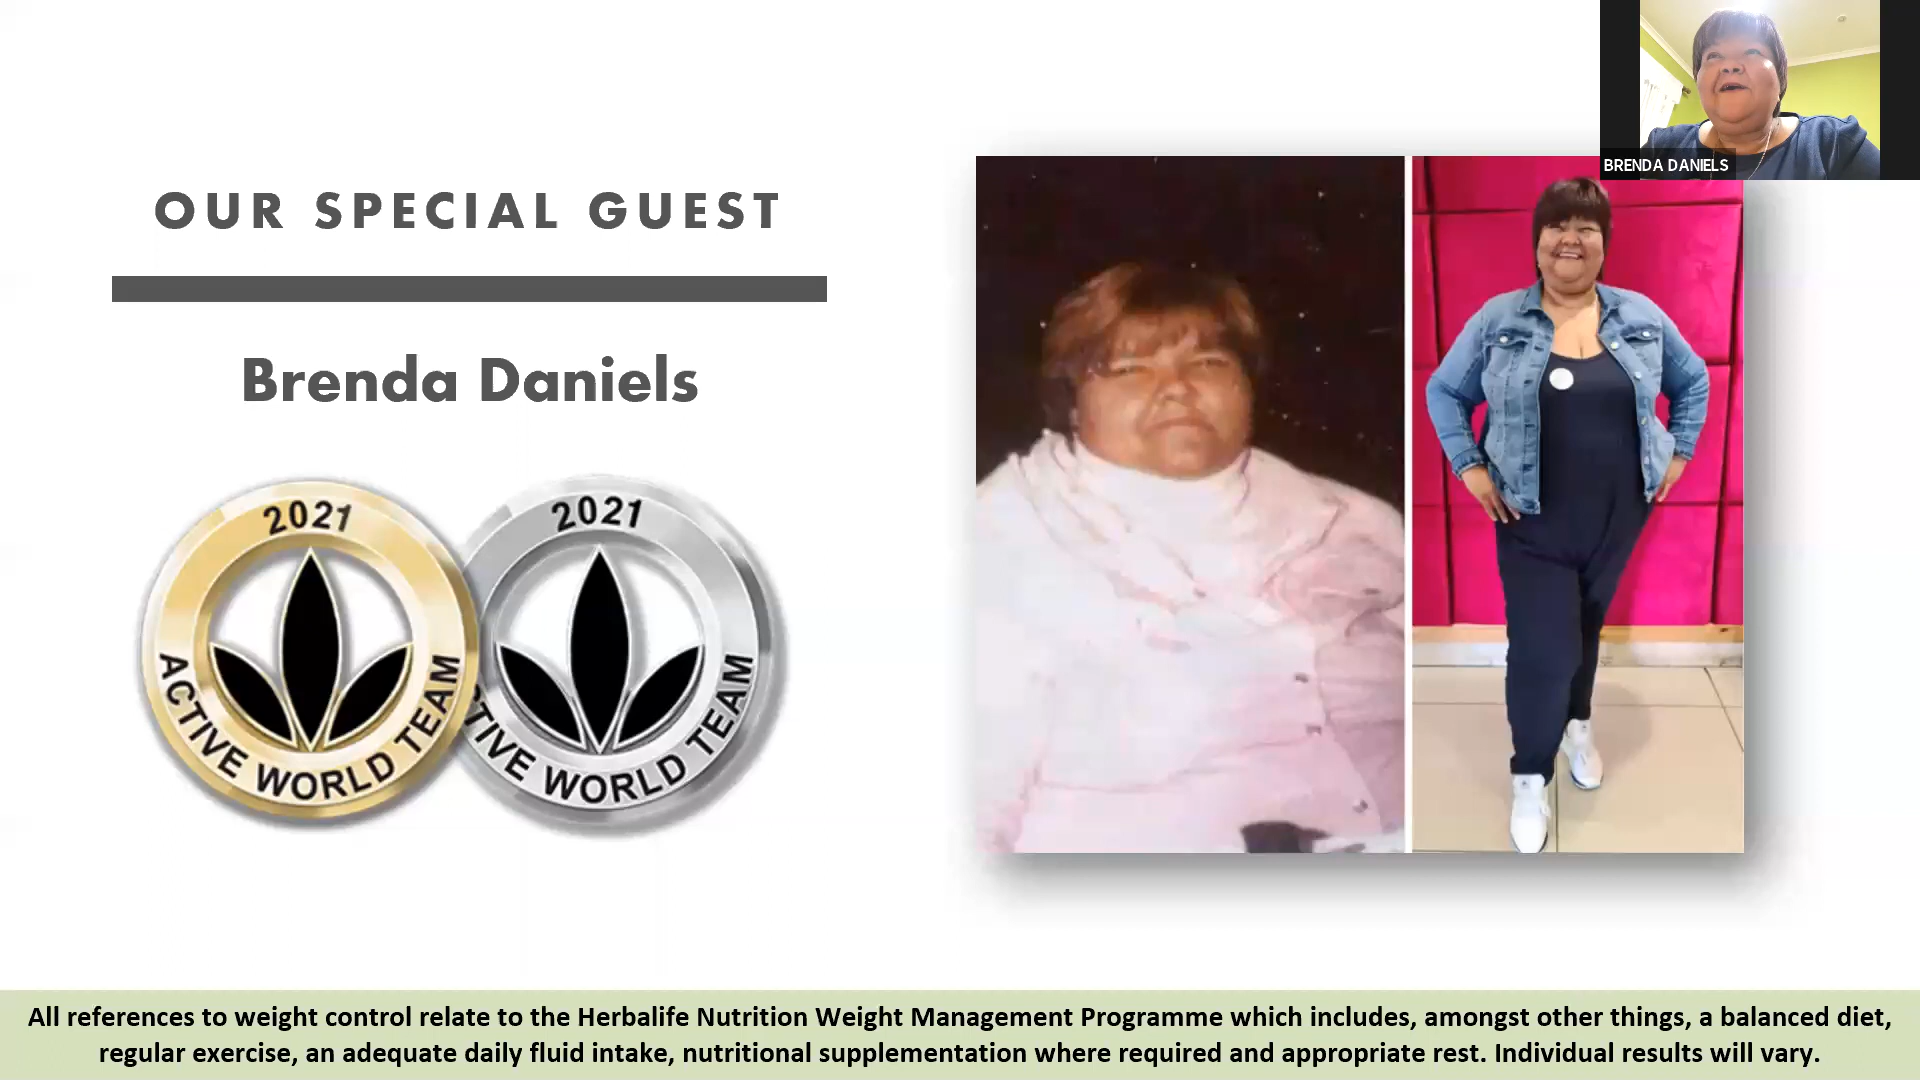 BRENDA DANIELS
OUR SPECIAL GUEST
Brenda Daniels
2021
ACTIVE WORLD TEAM
2021
CTIVE WORLD TEAM
All references to weight control relate to the Herbalife Nutrition Weight Management Programme which includes, amongst other things, a balanced diet,
regular exercise, an adequate daily fluid intake, nutritional supplementation where required and appropriate rest. Individual results will vary.